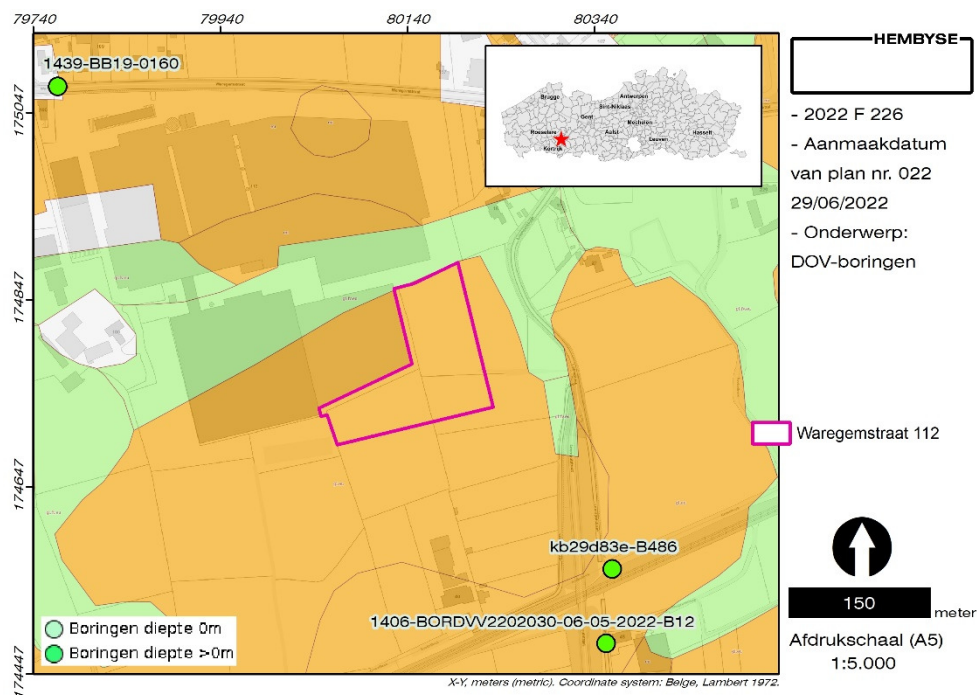 79740
79940
80140
80340
175047
174847
174647
174447
1439-BB19-0160
Brugge
Antwerpen
Sint-Niklaas
Gent
Mechelen
Roeselare
Aalst
Leuven
Hasselt
Kortrijk
kb29d83e-B486
1406-BORDVV2202030-06-05-2022-B12
Boringen diepte 0m
Boringen diepte >0m
X-Y, meters (metric). Coordinate system: Belge, Lambert 1972.
HEMBYSE
- 2022 F 226
- Aanmaakdatum
van plan nr. 022
29/06/2022
- Onderwerp:
DOV-boringen
Waregemstraat 112
150
meter
Afdrukschaal (A5)
1:5.000